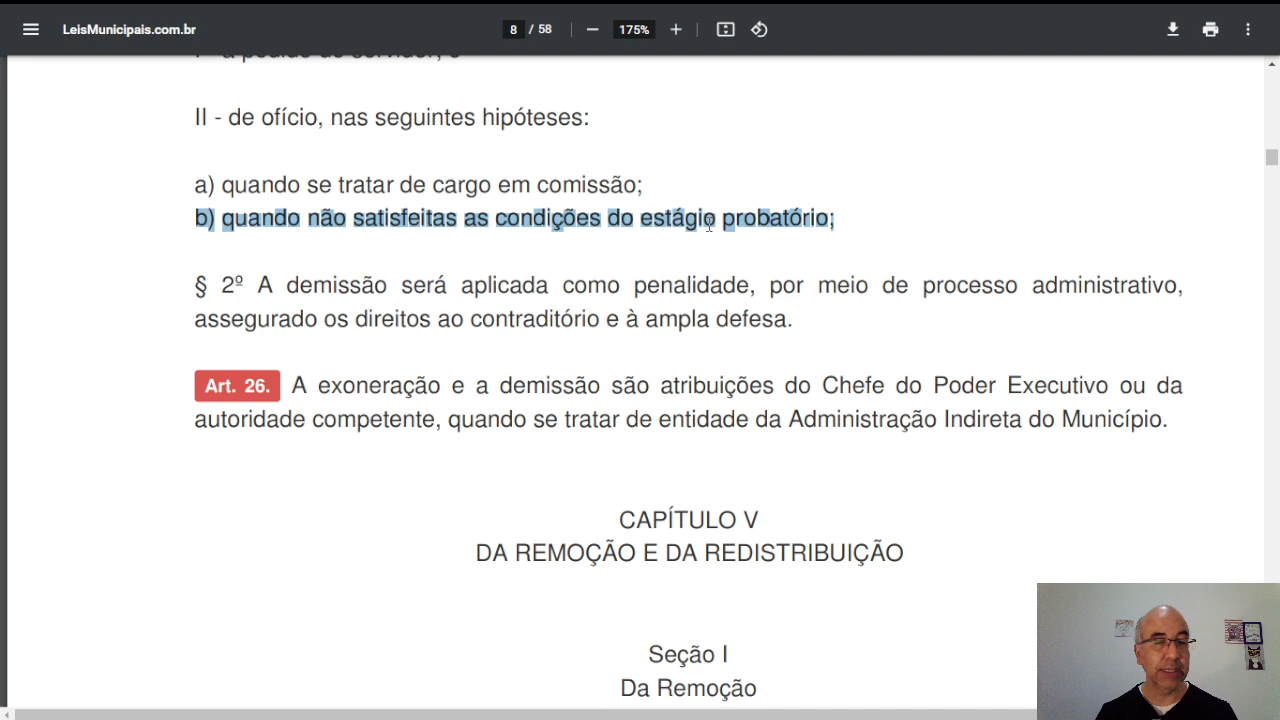 LeisMunicipais.com.br
8 / 58
175%
I - a pedido do servidor; e
II - de ofício, nas seguintes hipóteses:
a) quando se tratar de cargo em comissão;
b) quando não satisfeitas as condições do estágio probatório;
§ 2º A demissão será aplicada como penalidade, por meio de processo administrativo,
assegurado os direitos ao contraditório e à ampla defesa.
Art. 26. A exoneração e a demissão são atribuições do Chefe do Poder Executivo ou da
autoridade competente, quando se tratar de entidade da Administração Indireta do Município.
CAPÍTULO V
DA REMOÇÃO E DA REDISTRIBUIÇÃO
Seção I
Da Remoção